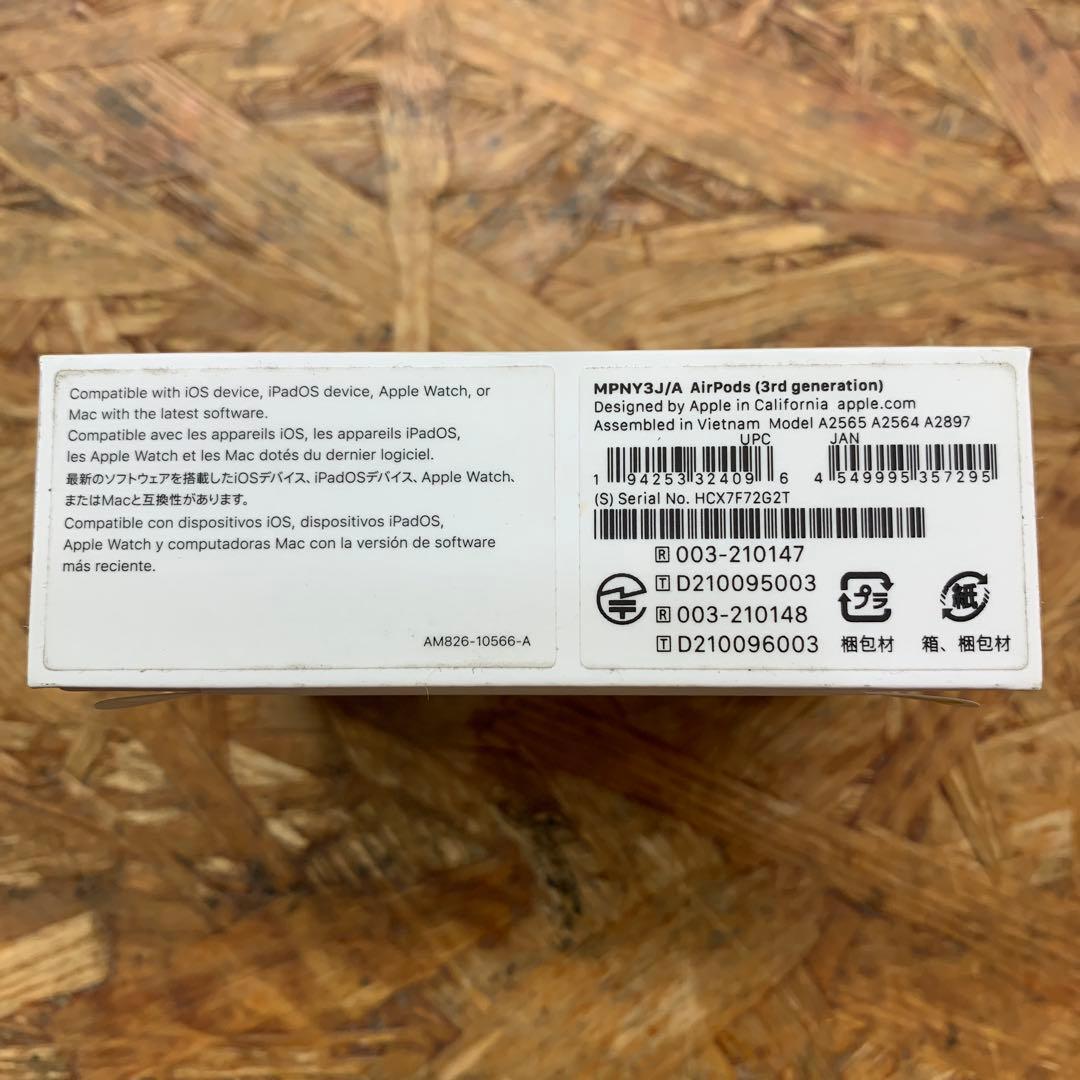 Compatible with iOS device, iPadOS device, Apple Watch, or
Mac with the latest software.
Compatible avec les appareils iOS, les appareils iPadOS,
les Apple Watch et les Mac dotés du dernier logiciel.
最新のソフトウェアを搭載したiOSデバイス、iPadOSデバイス、Apple Watch、
またはMacと互換性があります。
Compatible con dispositivos iOS, dispositivos iPadOS,
Apple Watch y computadoras Mac con la versión de software
más reciente.
AM826-10566-A
MPNY3J/A AirPods (3rd generation)
Designed by Apple in California apple.com
Assembled in Vietnam Model A2565 A2564 A2897
UPC JAN
1 94253 32409 6 4 549995 357295
(S) Serial No. HCX7F72G2T
R 003-210147
T D210095003
R 003-210148
T D210096003
プラ
梱包材
紙
箱、梱包材